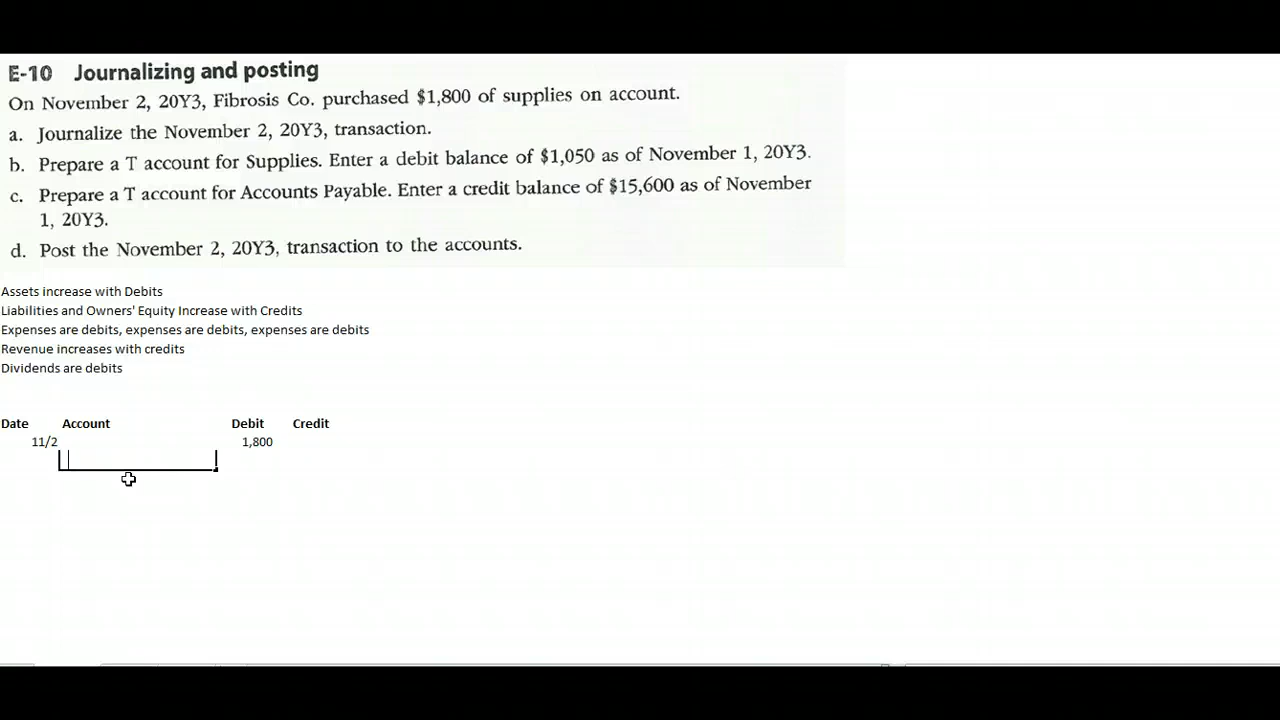 E-10 Journalizing and posting
On November 2, 20Y3, Fibrosis Co. purchased $1,800 of supplies on account.
a. Journalize the November 2, 20Y3, transaction.
b. Prepare a T account for Supplies. Enter a debit balance of $1,050 as of November 1, 20Y3.
c. Prepare a T account for Accounts Payable. Enter a credit balance of $15,600 as of November
1, 20Y3.
d. Post the November 2, 20Y3, transaction to the accounts.
Assets increase with Debits
Liabilities and Owners' Equity Increase with Credits
Expenses are debits, expenses are debits, expenses are debits
Revenue increases with credits
Dividends are debits
Date Account Debit Credit
11/2 1,800